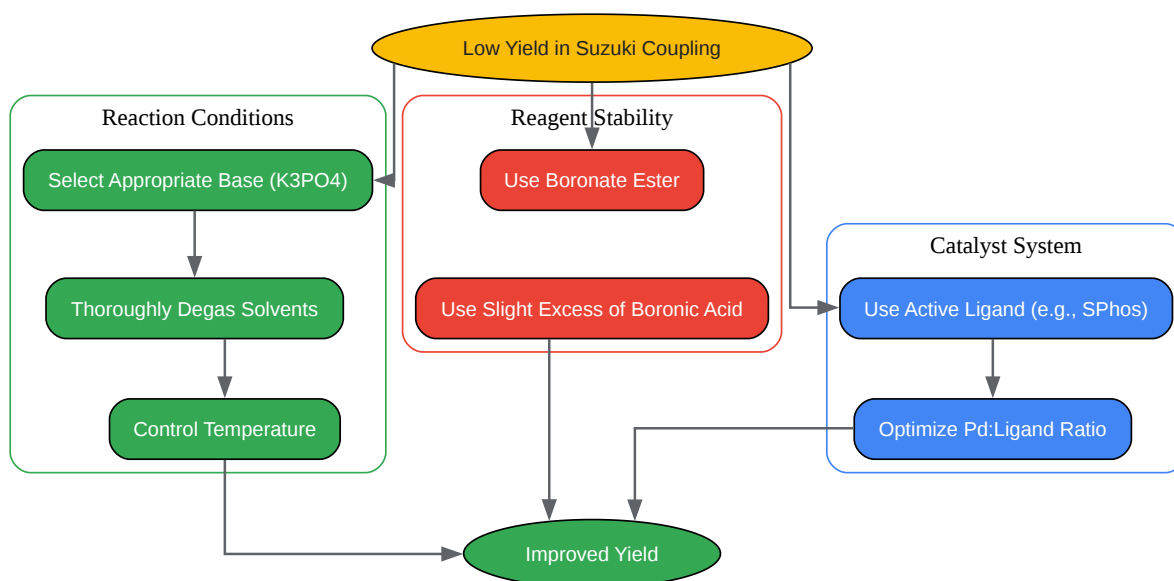 Low Yield in Suzuki Coupling
Reaction Conditions
Select Appropriate Base (K3PO4)
Thoroughly Degas Solvents
Control Temperature
Reagent Stability
Use Boronate Ester
Use Slight Excess of Boronic Acid
Catalyst System
Use Active Ligand (e.g., SPhos)
Optimize Pd:Ligand Ratio
Improved Yield